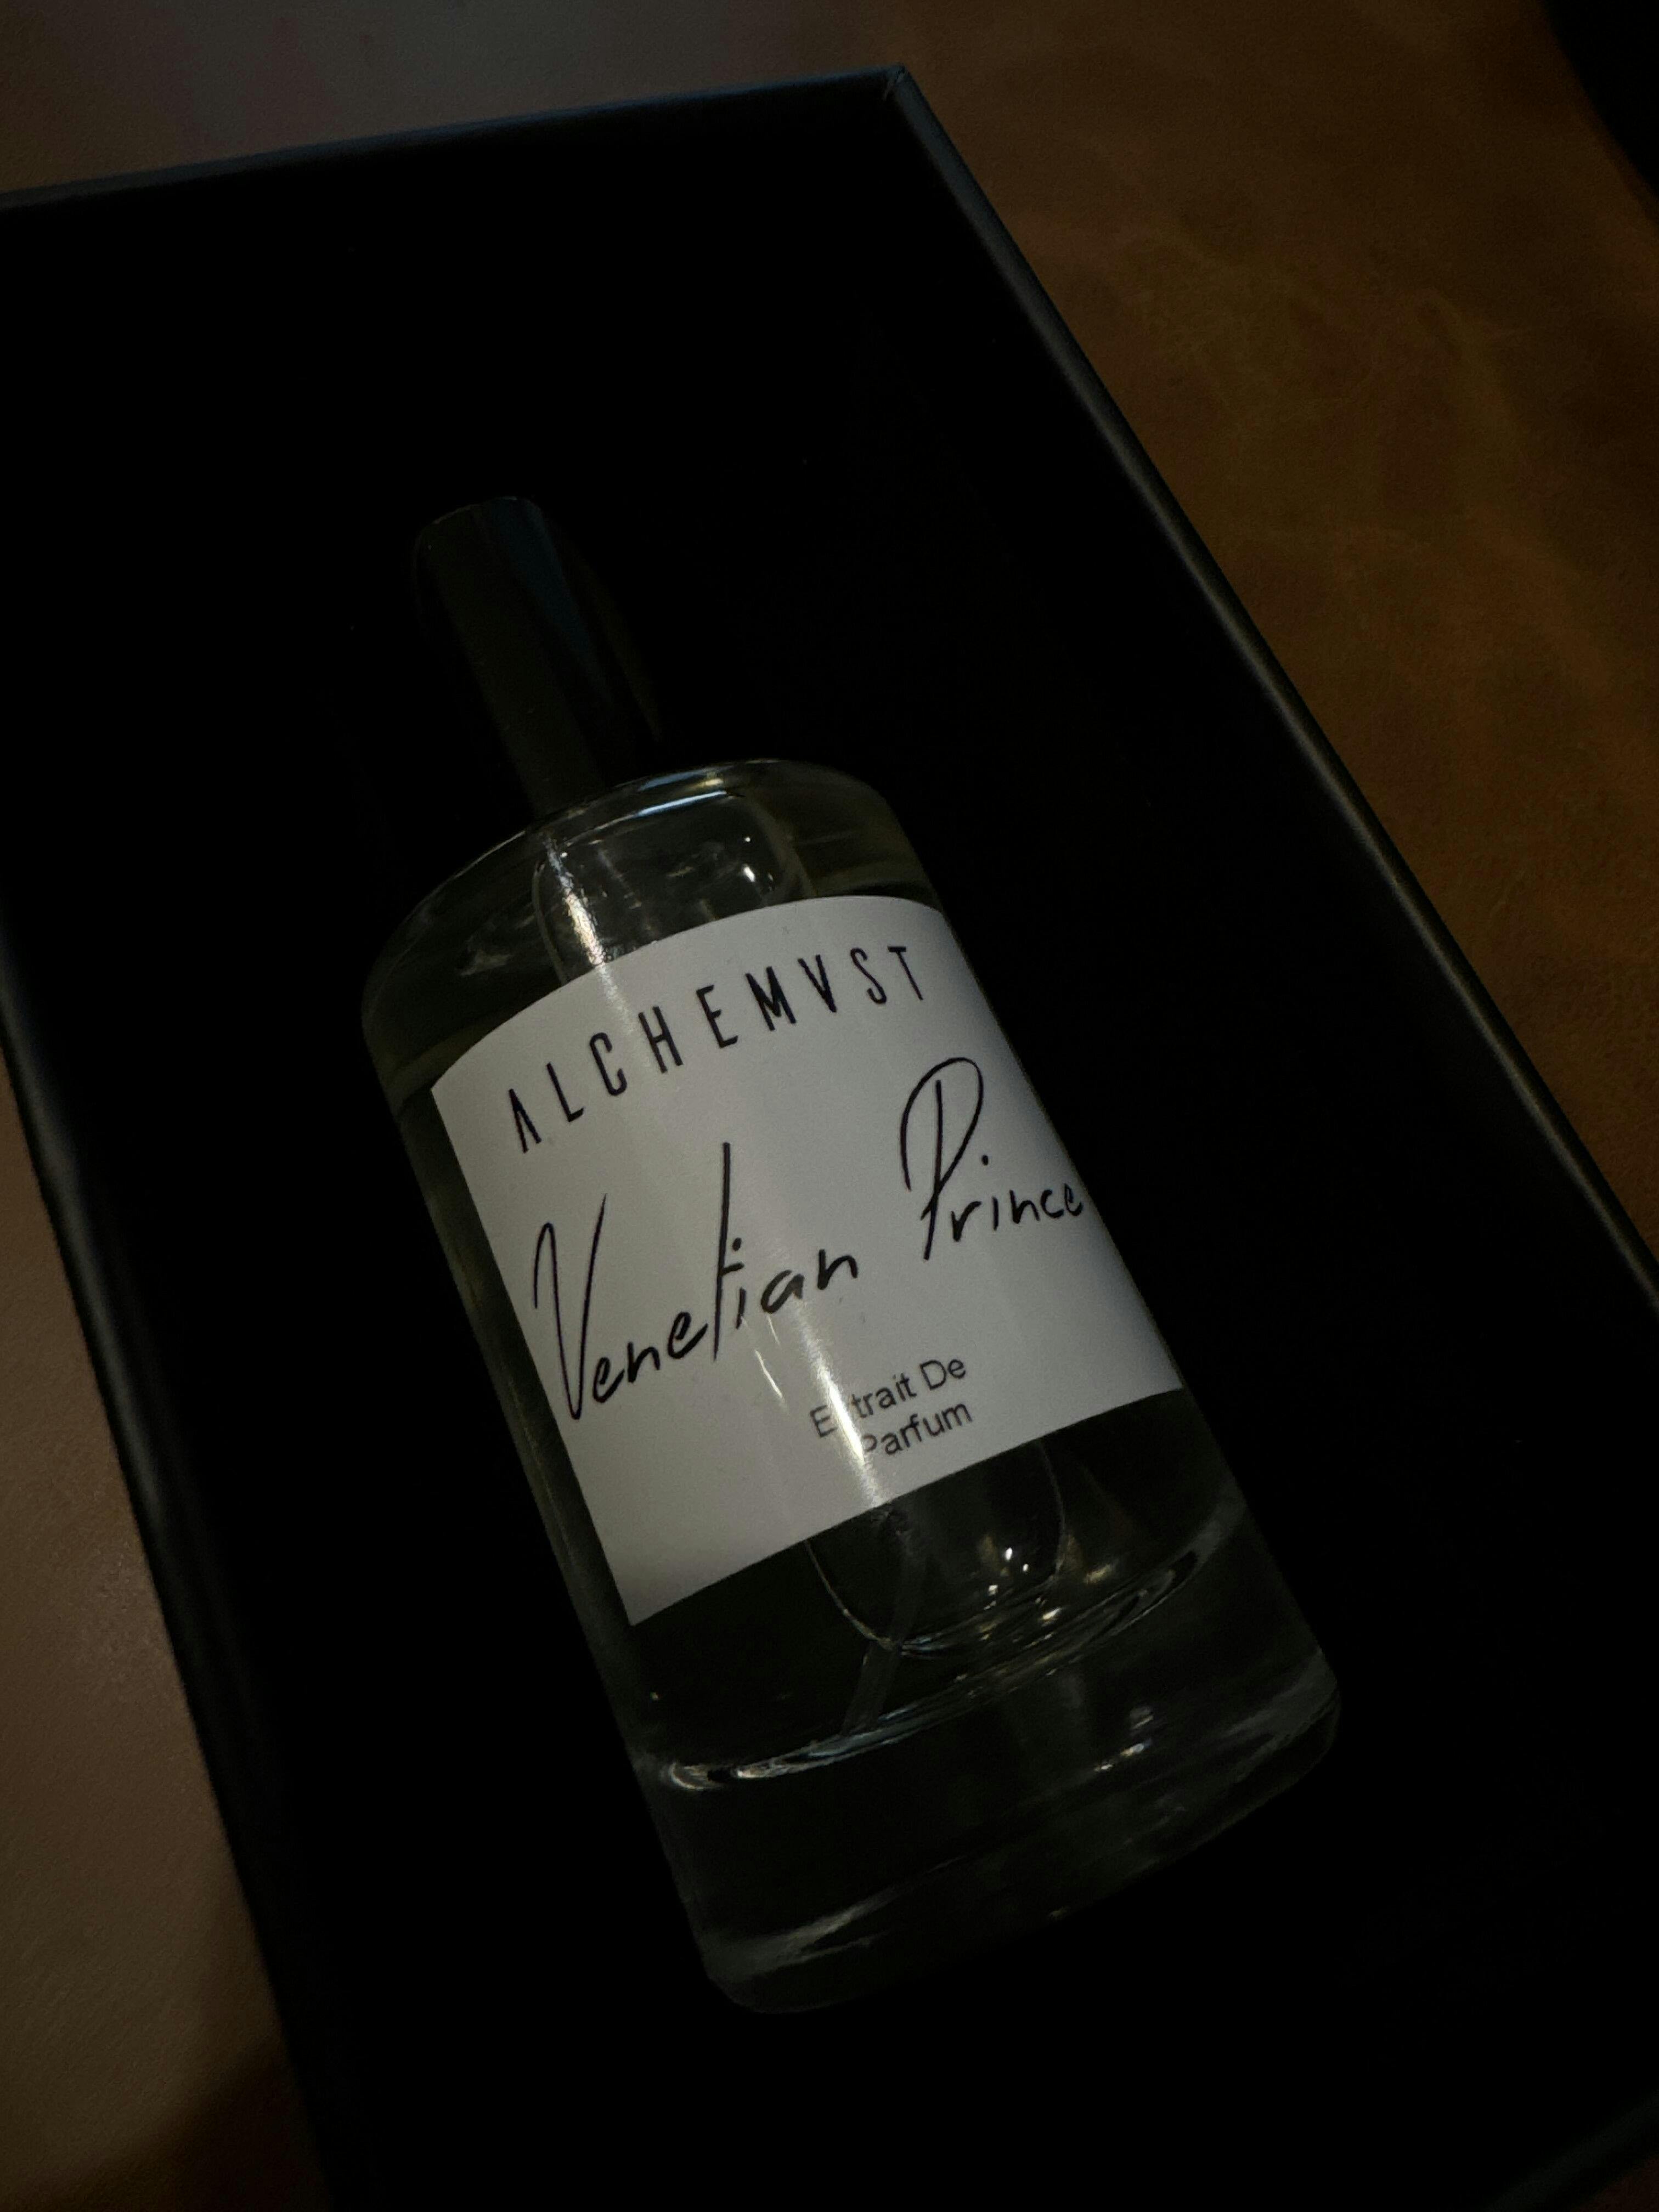 ALCHEMVST
Venetian Prince
Extrait De
Parfum